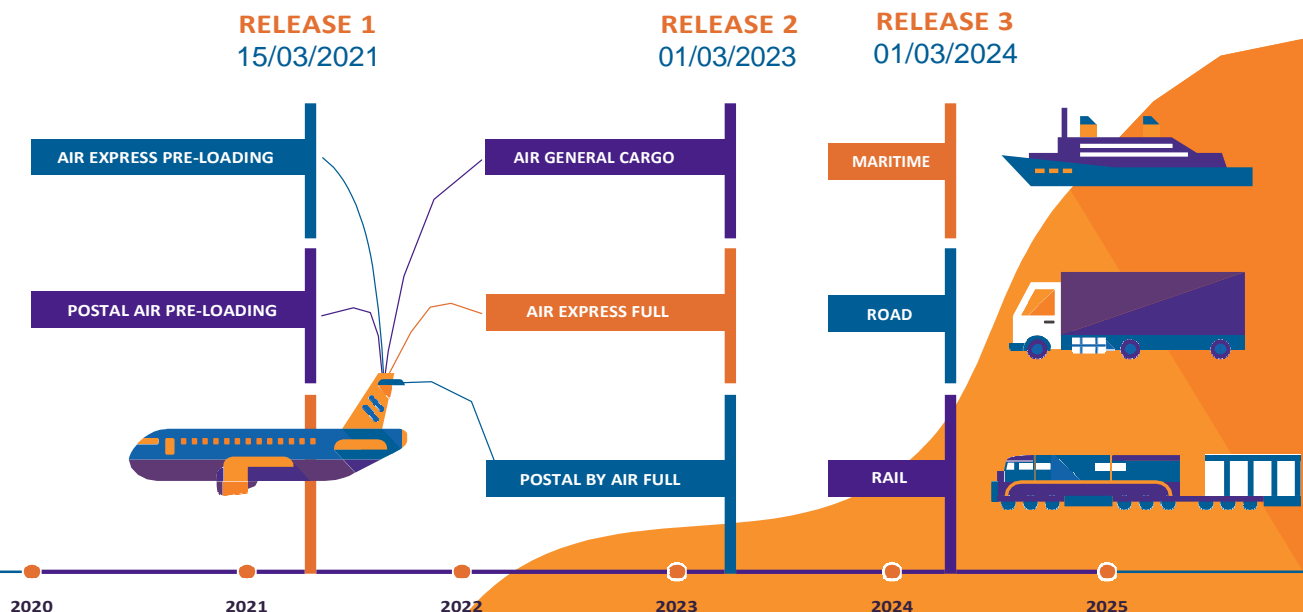 RELEASE 1
15/03/2021
RELEASE 2
01/03/2023
RELEASE 3
01/03/2024
AIR EXPRESS PRE-LOADING
AIR GENERAL CARGO
MARITIME
POSTAL AIR PRE-LOADING
AIR EXPRESS FULL
ROAD
POSTAL BY AIR FULL
RAIL
2020
2021
2022
2023
2024
2025